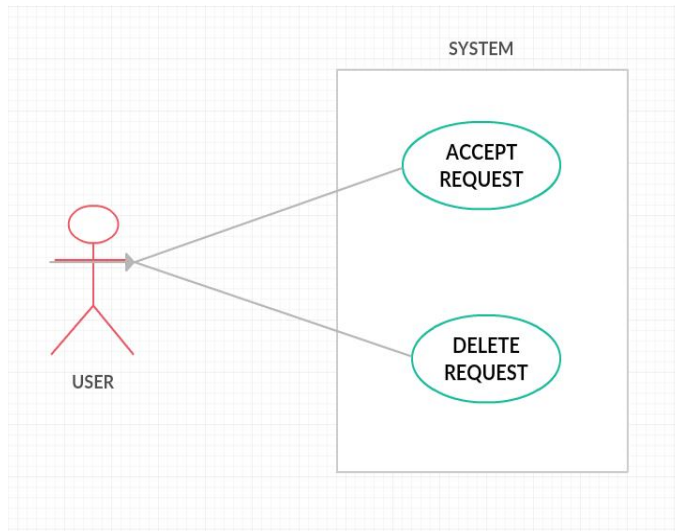 SYSTEM
ACCEPT
REQUEST
DELETE
REQUEST
USER